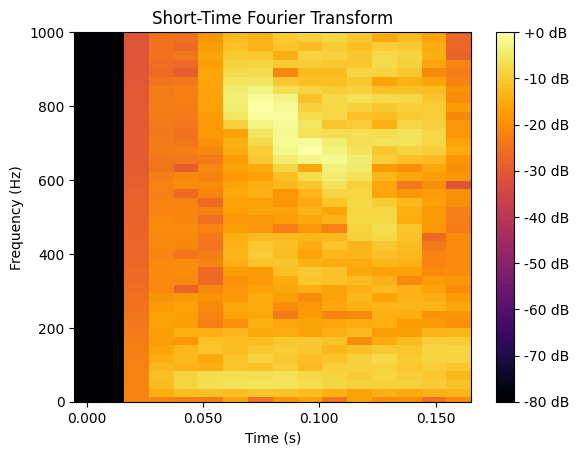 Short-Time Fourier Transform
Frequency (Hz)
1000
800
600
400
200
0
0.000
0.050
0.100
0.150
Time (s)
+0 dB
-10 dB
-20 dB
-30 dB
-40 dB
-50 dB
-60 dB
-70 dB
-80 dB